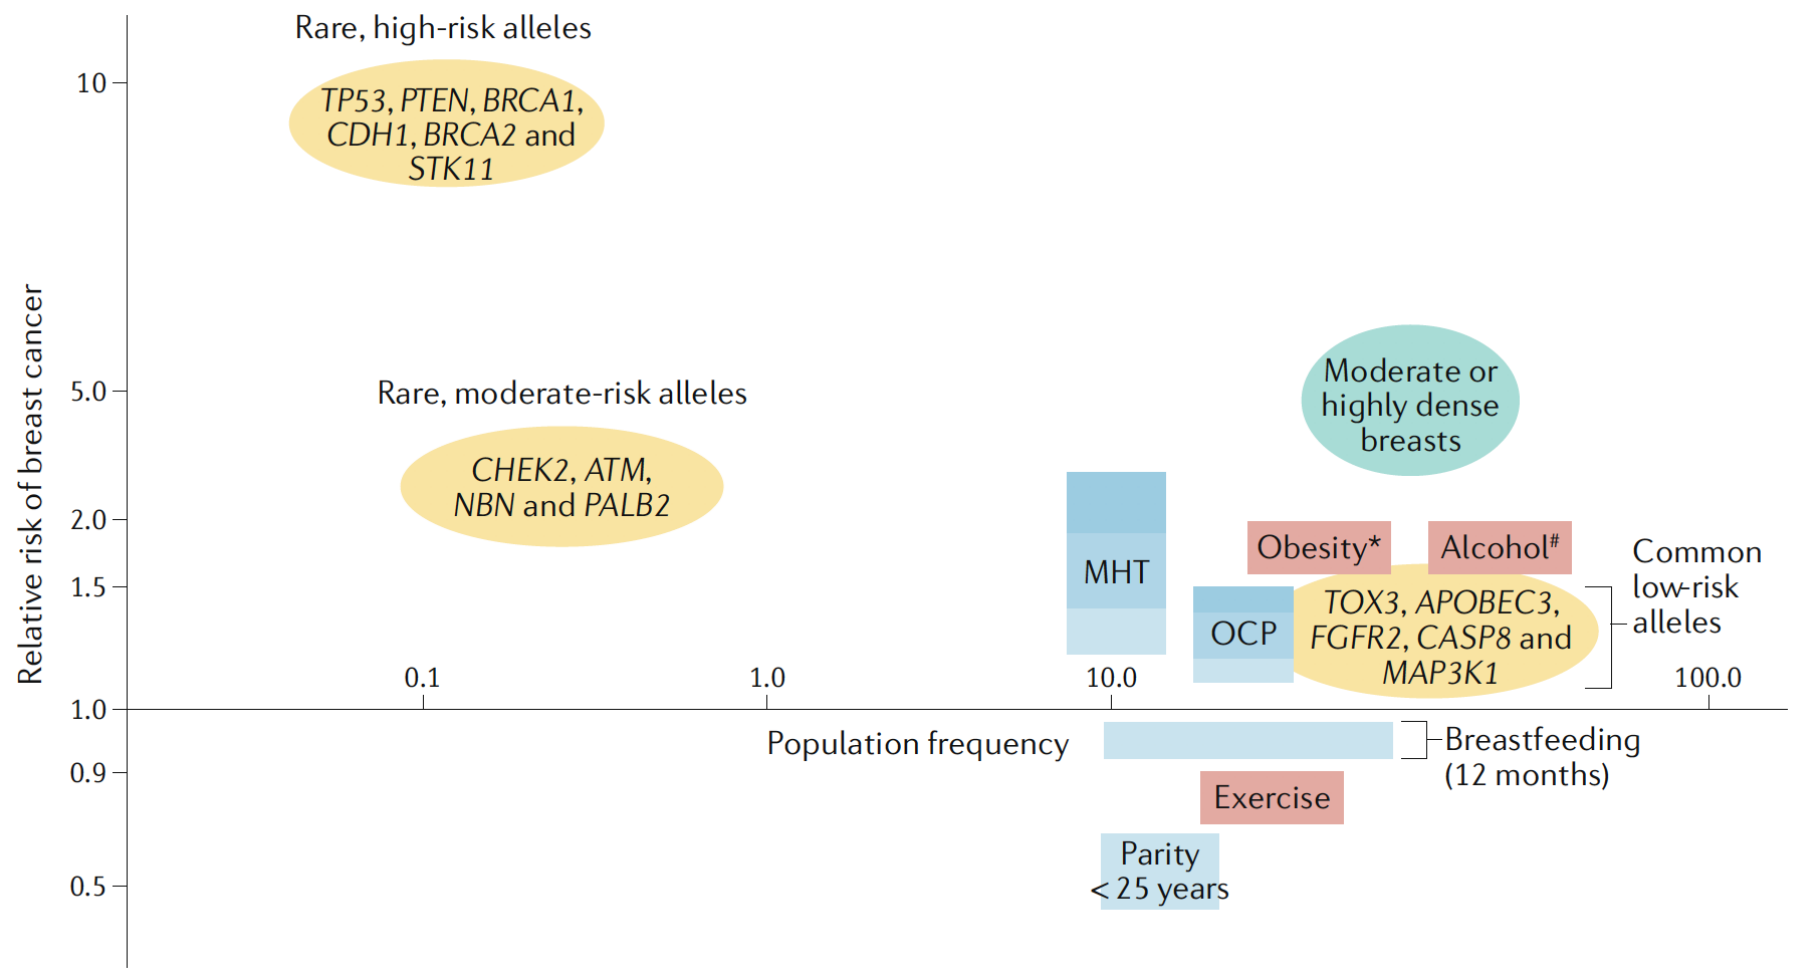 Rare, high-risk alleles
10
TP53, PTEN, BRCA1,
CDH1, BRCA2 and
STK11
Relative risk of breast cancer
5.0
Rare, moderate-risk alleles
CHEK2, ATM,
NBN and PALB2
Moderate or
highly dense
breasts
2.0
Obesity*
Alcohol#
MHT
1.5
OCP
TOX3, APOBEC3,
FGFR2, CASP8 and
MAP3K1
Common
low-risk
alleles
0.1
1.0
10.0
100.0
1.0
Population frequency
Breastfeeding
(12 months)
0.9
Exercise
Parity
< 25 years
0.5